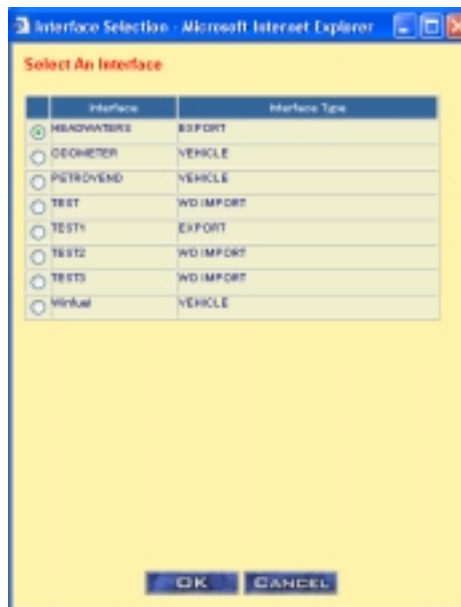 Interface Selection - Microsoft Internet Explorer
Select An Interface
Interface Interface Type
HEADWATERS EXPORT
ODOMETER VEHICLE
PETROVEND VEHICLE
TEST WO IMPORT
TEST1 EXPORT
TEST2 WO IMPORT
TEST3 WO IMPORT
Winfuel VEHICLE
OK CANCEL